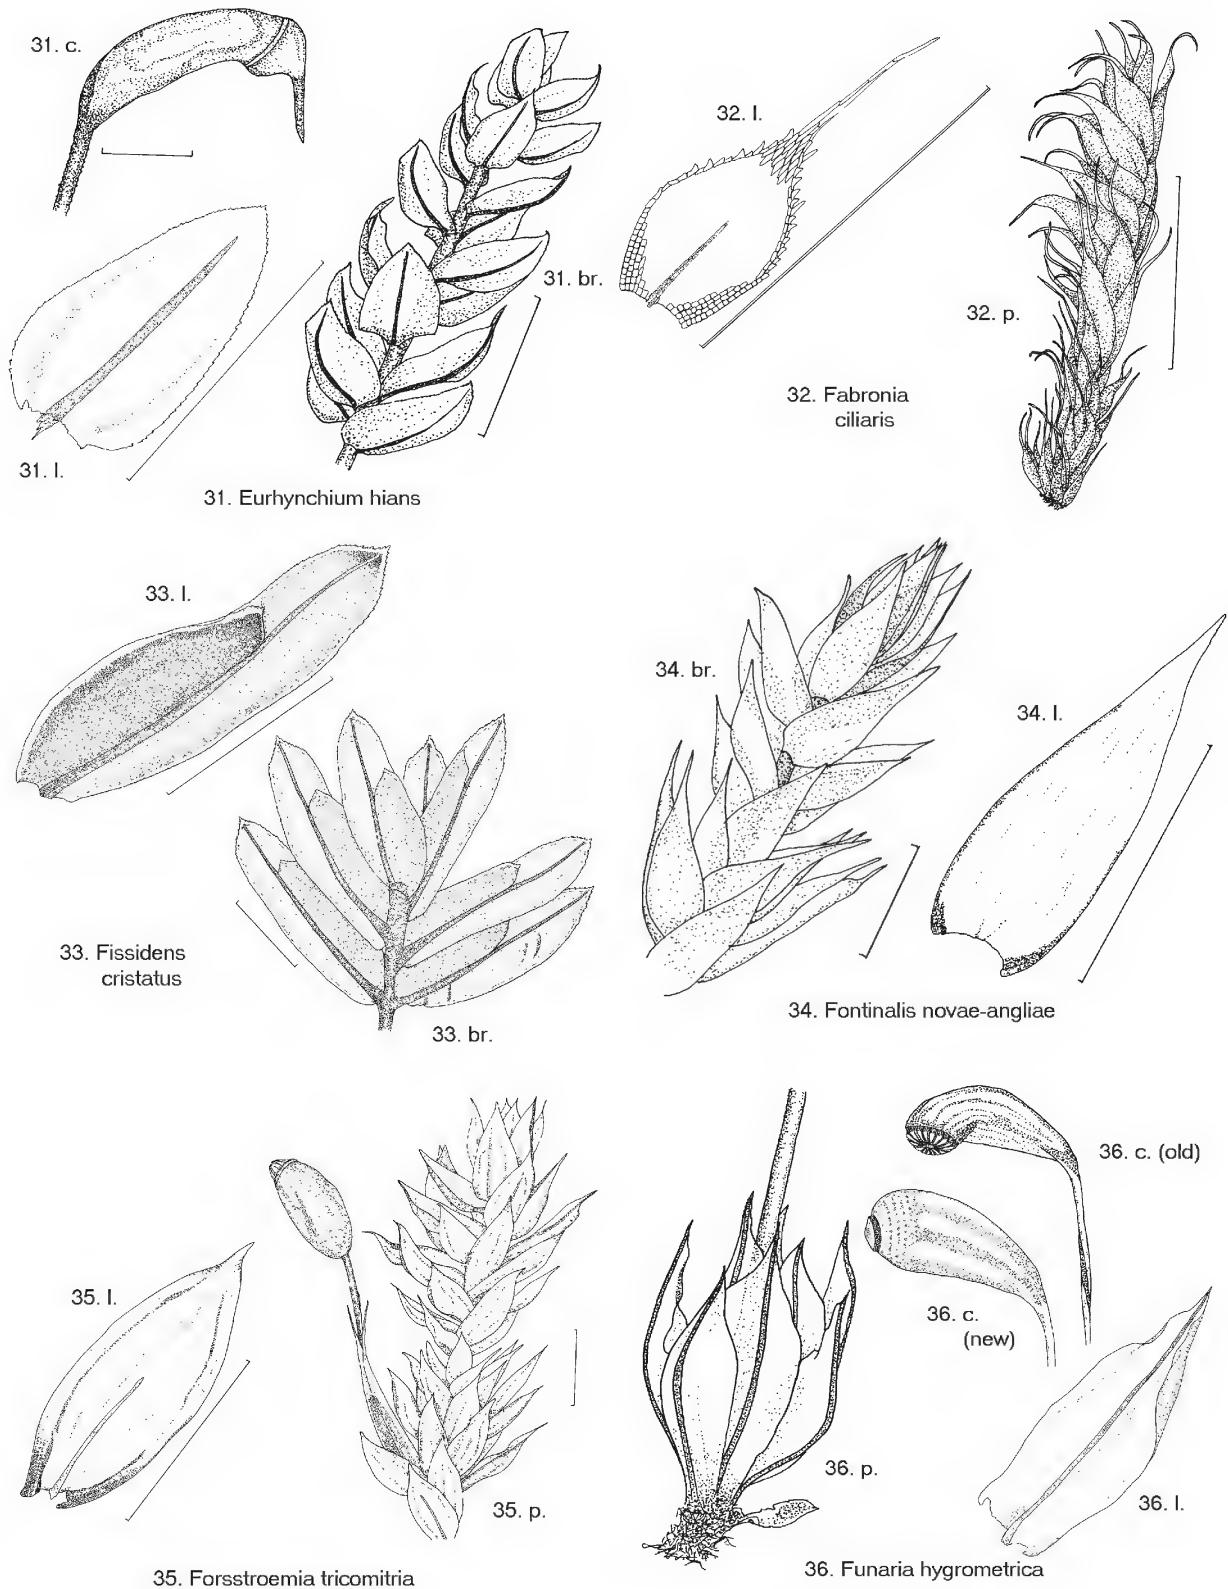 31. c.
31. br.
31. l.
31. Eurhynchium hians
32. l.
32. p.
32. Fabronia
ciliaris
33. l.
33. Fissidens
cristatus
33. br.
34. br.
34. l.
34. Fontinalis novae-angliae
35. l.
35. p.
35. Forsstroemia tricomitria
36. c. (old)
36. c.
(new)
36. p.
36. l.
36. Funaria hygrometrica